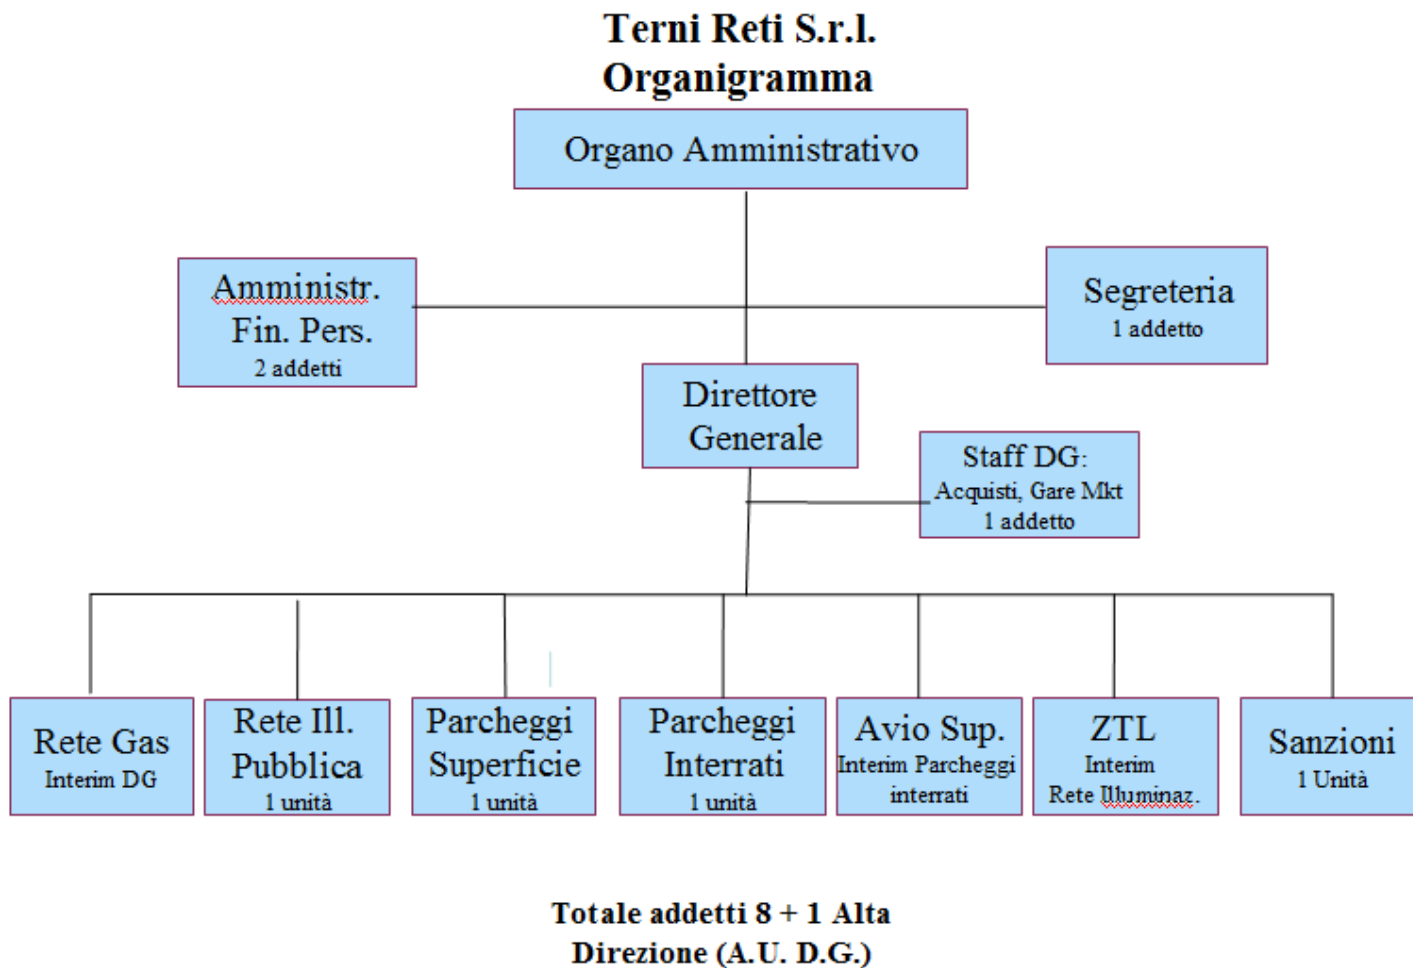 Terni Reti S.r.l.
Organigramma
Organo Amministrativo
Amministr.
Fin. Pers.
2 addetti
Segreteria
1 addetto
Direttore
Generale
Staff DG:
Acquisti, Gare Mkt
1 addetto
Rete Gas
Interim DG
Rete Ill.
Pubblica
1 unità
Parcheggi
Superficie
1 unità
Parcheggi
Interrati
1 unità
Avio Sup.
Interim Parcheggi
interrati
ZTL
Interim
Rete Illuminaz.
Sanzioni
1 Unità
Totale addetti 8 + 1 Alta
Direzione (A.U. D.G.)